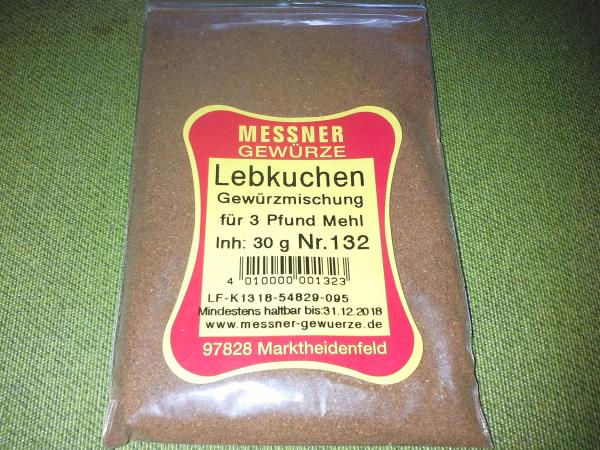 MESSNER
GEWÜRZE
Lebkuchen
Gewürzmischung
für 3 Pfund Mehl
Inh: 30 g Nr.132
4 010000 001323
LF-K1318-54829-095
Mindestens haltbar bis:31.12.2018
www.messner-gewuerze.de
97828 Marktheidenfeld